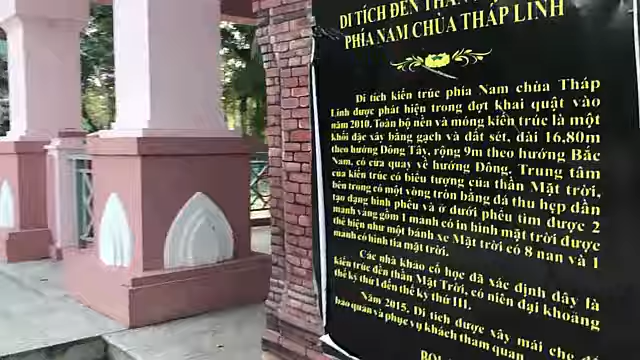 DI TÍCH ĐỀN THẦN
PHÍA NAM CHÙA THÁP LINH
Di tích kiến trúc phía Nam chùa Tháp
Linh được phát hiện trong đợt khai quật vào
năm 2010. Toàn bộ nền và móng kiến trúc là một
khối đặc xây bằng gạch và đất sét, dài 16,80m
theo hướng Đông Tây, rộng 9m theo hướng Bắc
Nam, có cửa quay về hướng Đông. Trung tâm
của kiến trúc có biểu tượng của thần Mặt trời,
bên trong có một vòng tròn bằng đá thu hẹp dần
tạo dạng hình phễu và ở dưới phễu tìm được 2
mảnh vàng gồm 1 mảnh có in hình mặt trời được
thể hiện như một bánh xe Mặt trời có 8 nan và 1
mảnh có hình tia mặt trời.
Các nhà khảo cổ học đã xác định đây là
kiến trúc đền thần Mặt Trời, có niên đại khoảng
thế kỷ thứ I đến thế kỷ thứ III.
Năm 2015, Di tích được xây mái che để
bảo quản và phục vụ khách tham quan.